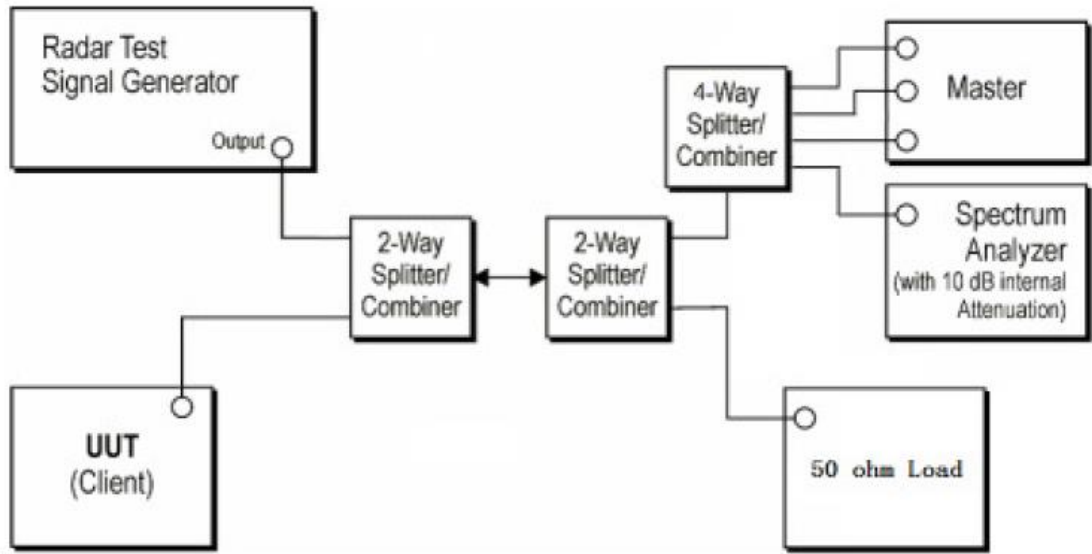 Radar Test
Signal Generator
Output
4-Way
Splitter/
Combiner
Master
Spectrum
Analyzer
(with 10 dB internal
Attenuation)
2-Way
Splitter/
Combiner
2-Way
Splitter/
Combiner
UUT
(Client)
50 ohm Load